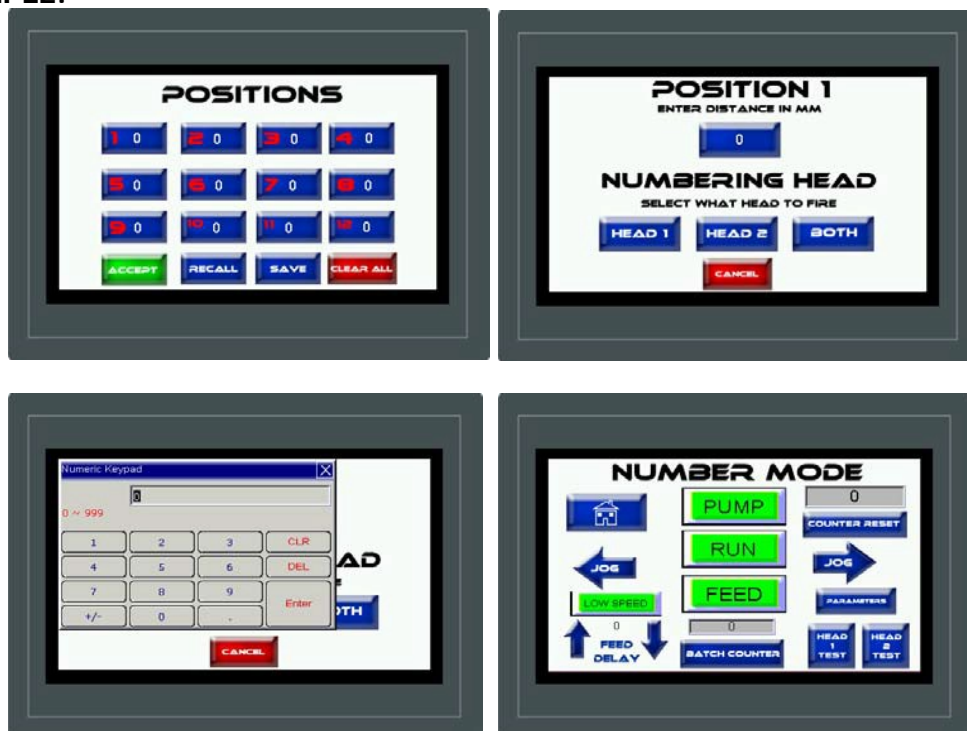 POSITIONS
1 0 2 0 3 0 4 0
5 0 6 0 7 0 8 0
9 0 10 0 11 0 12 0
ACCEPT RECALL SAVE CLEAR ALL
POSITION 1
ENTER DISTANCE IN MM
0
NUMBERING HEAD
SELECT WHAT HEAD TO FIRE
HEAD 1 HEAD 2 BOTH
CANCEL
Numeric Keypad X
0
0 ~ 999
1 2 3 CLR
4 5 6 DEL
7 8 9 Enter
+/- 0 .
CANCEL
NUMBER MODE
PUMP 0
COUNTER RESET
RUN
JOG JOG
FEED
LOW SPEED PARAMETERS
0 0
FEED DELAY
BATCH COUNTER
HEAD 1 TEST HEAD 2 TEST